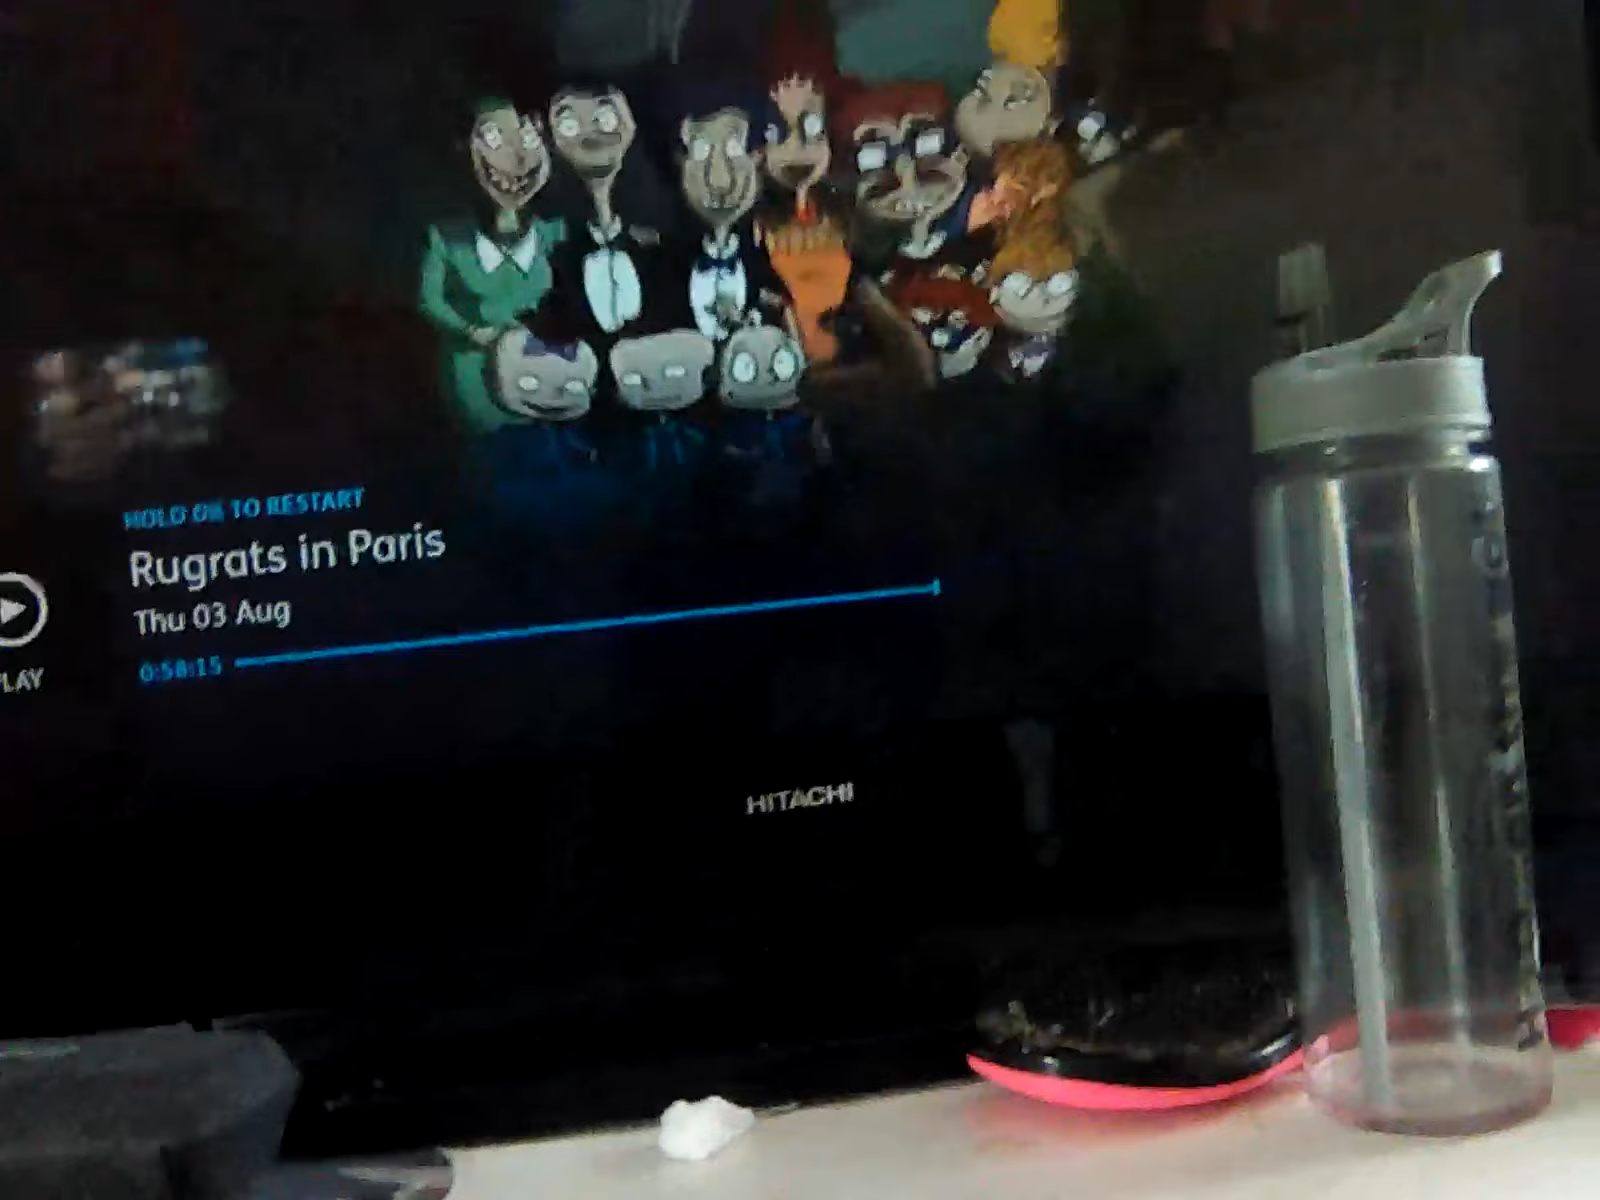 HOLD OK TO RESTART
Rugrats in Paris
Thu 03 Aug
0:58:15
PLAY
HITACHI